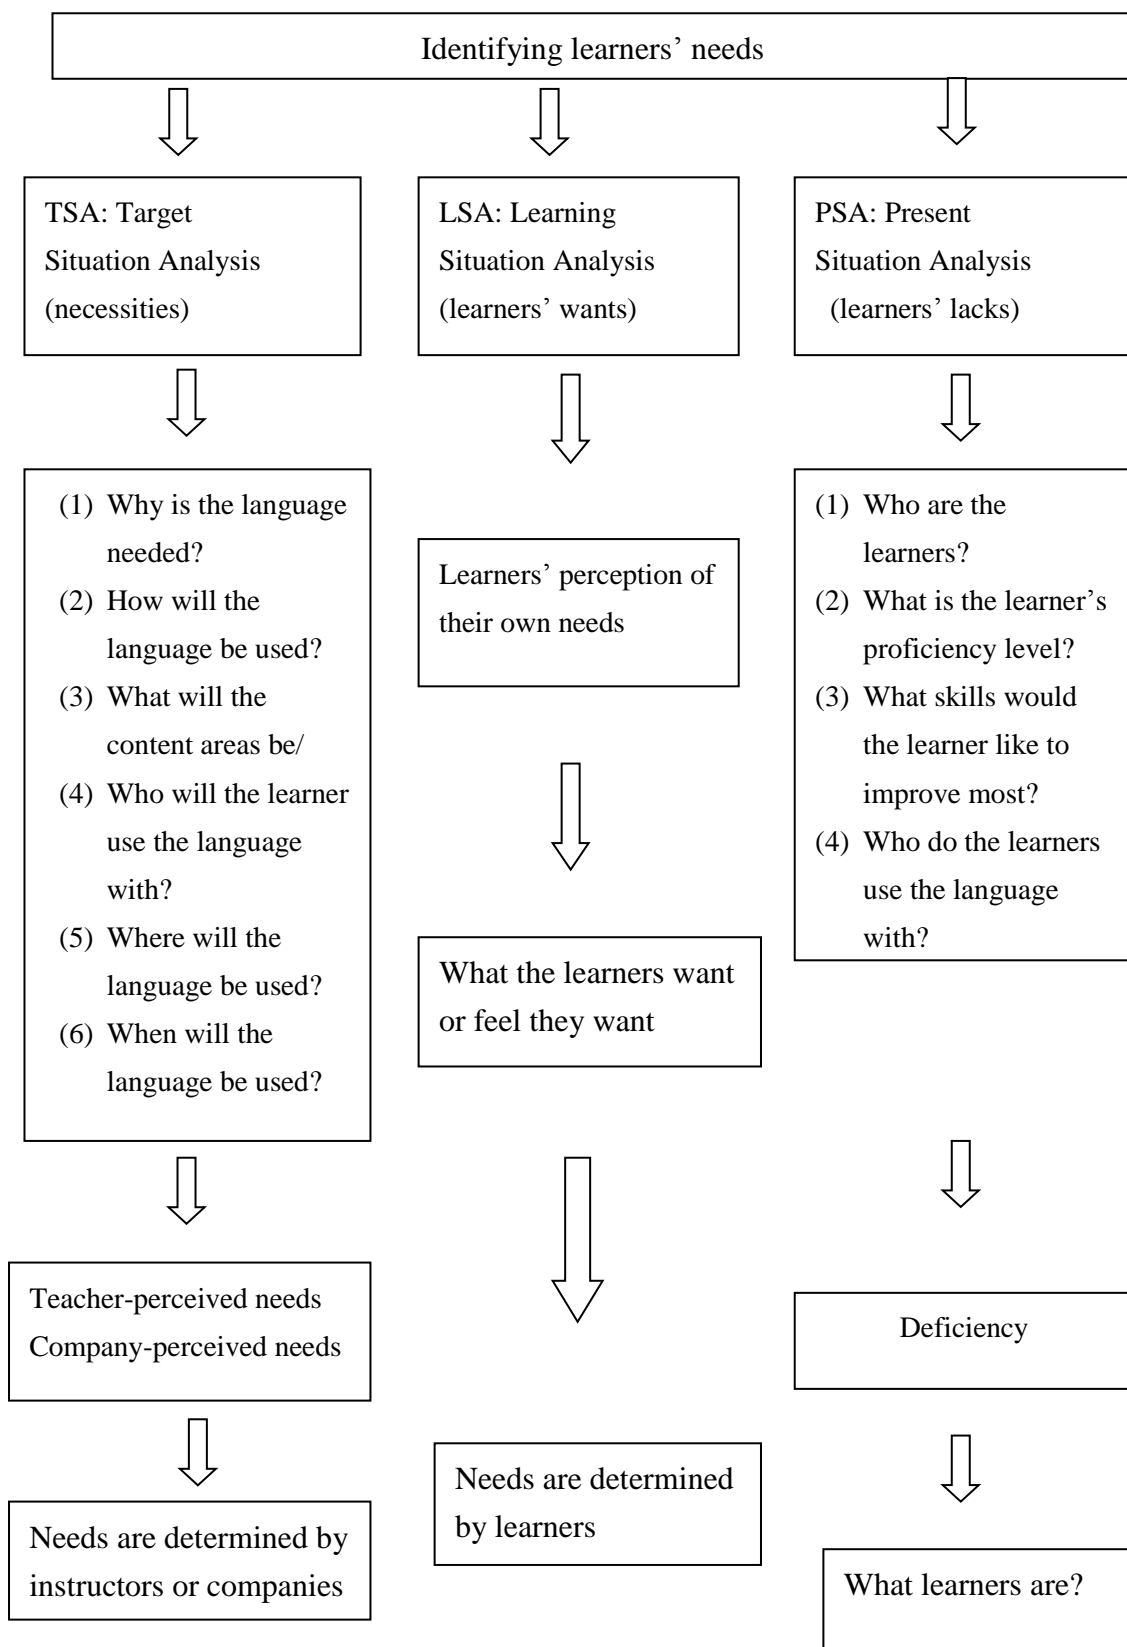 Identifying learners’ needs
TSA: Target
Situation Analysis
(necessities)
LSA: Learning
Situation Analysis
(learners’ wants)
PSA: Present
Situation Analysis
(learners’ lacks)
(1) Why is the language
needed?
(2) How will the
language be used?
(3) What will the
content areas be/
(4) Who will the learner
use the language
with?
(5) Where will the
language be used?
(6) When will the
language be used?
Learners’ perception of
their own needs
(1) Who are the
learners?
(2) What is the learner’s
proficiency level?
(3) What skills would
the learner like to
improve most?
(4) Who do the learners
use the language
with?
What the learners want
or feel they want
Teacher-perceived needs
Company-perceived needs
Deficiency
Needs are determined by
instructors or companies
Needs are determined
by learners
What learners are?